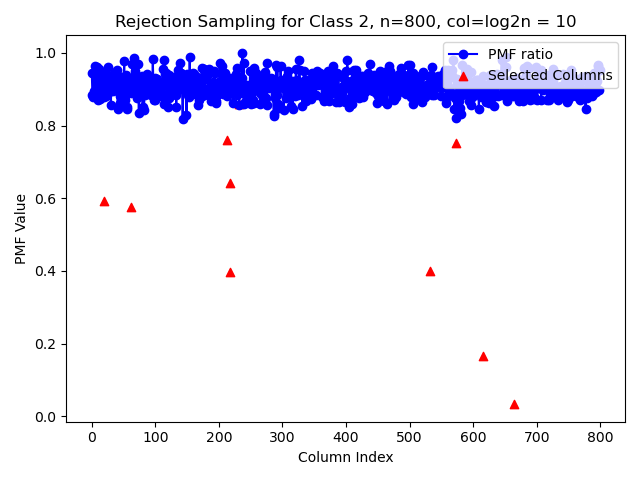 Rejection Sampling for Class 2, n=800, col=log2n = 10
PMF ratio
Selected Columns
PMF Value
1.0
0.8
0.6
0.4
0.2
0.0
0 100 200 300 400 500 600 700 800
Column Index